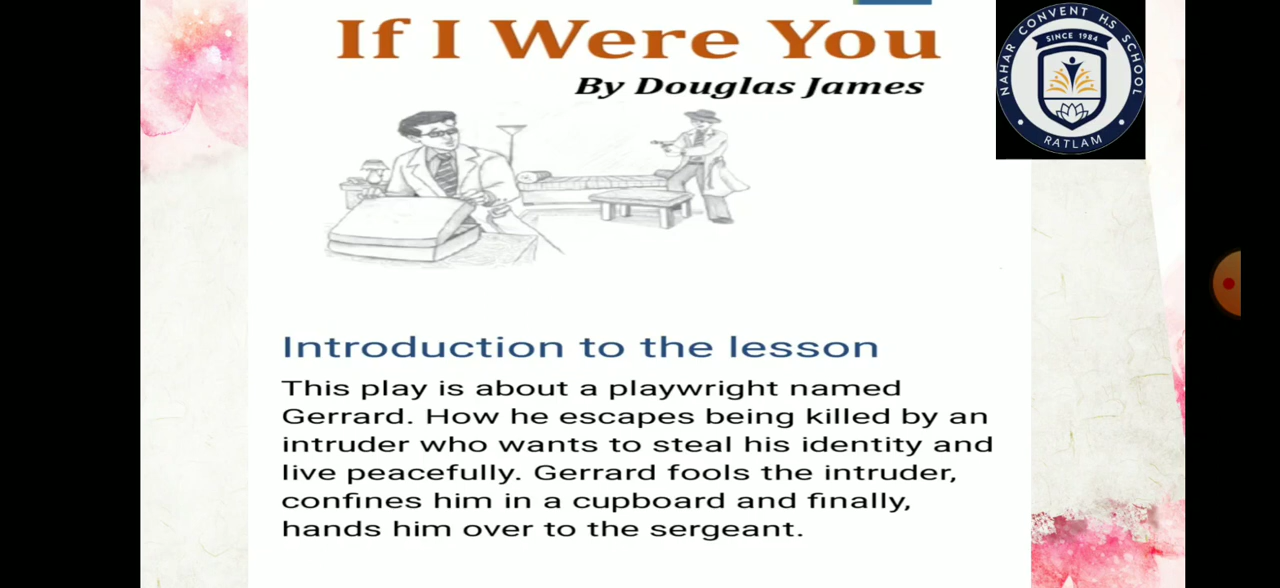 If I Were You
By Douglas James
NAHAR CONVENT H.S SCHOOL
SINCE 1984
RATLAM
Introduction to the lesson
This play is about a playwright named
Gerrard. How he escapes being killed by an
intruder who wants to steal his identity and
live peacefully. Gerrard fools the intruder,
confines him in a cupboard and finally,
hands him over to the sergeant.